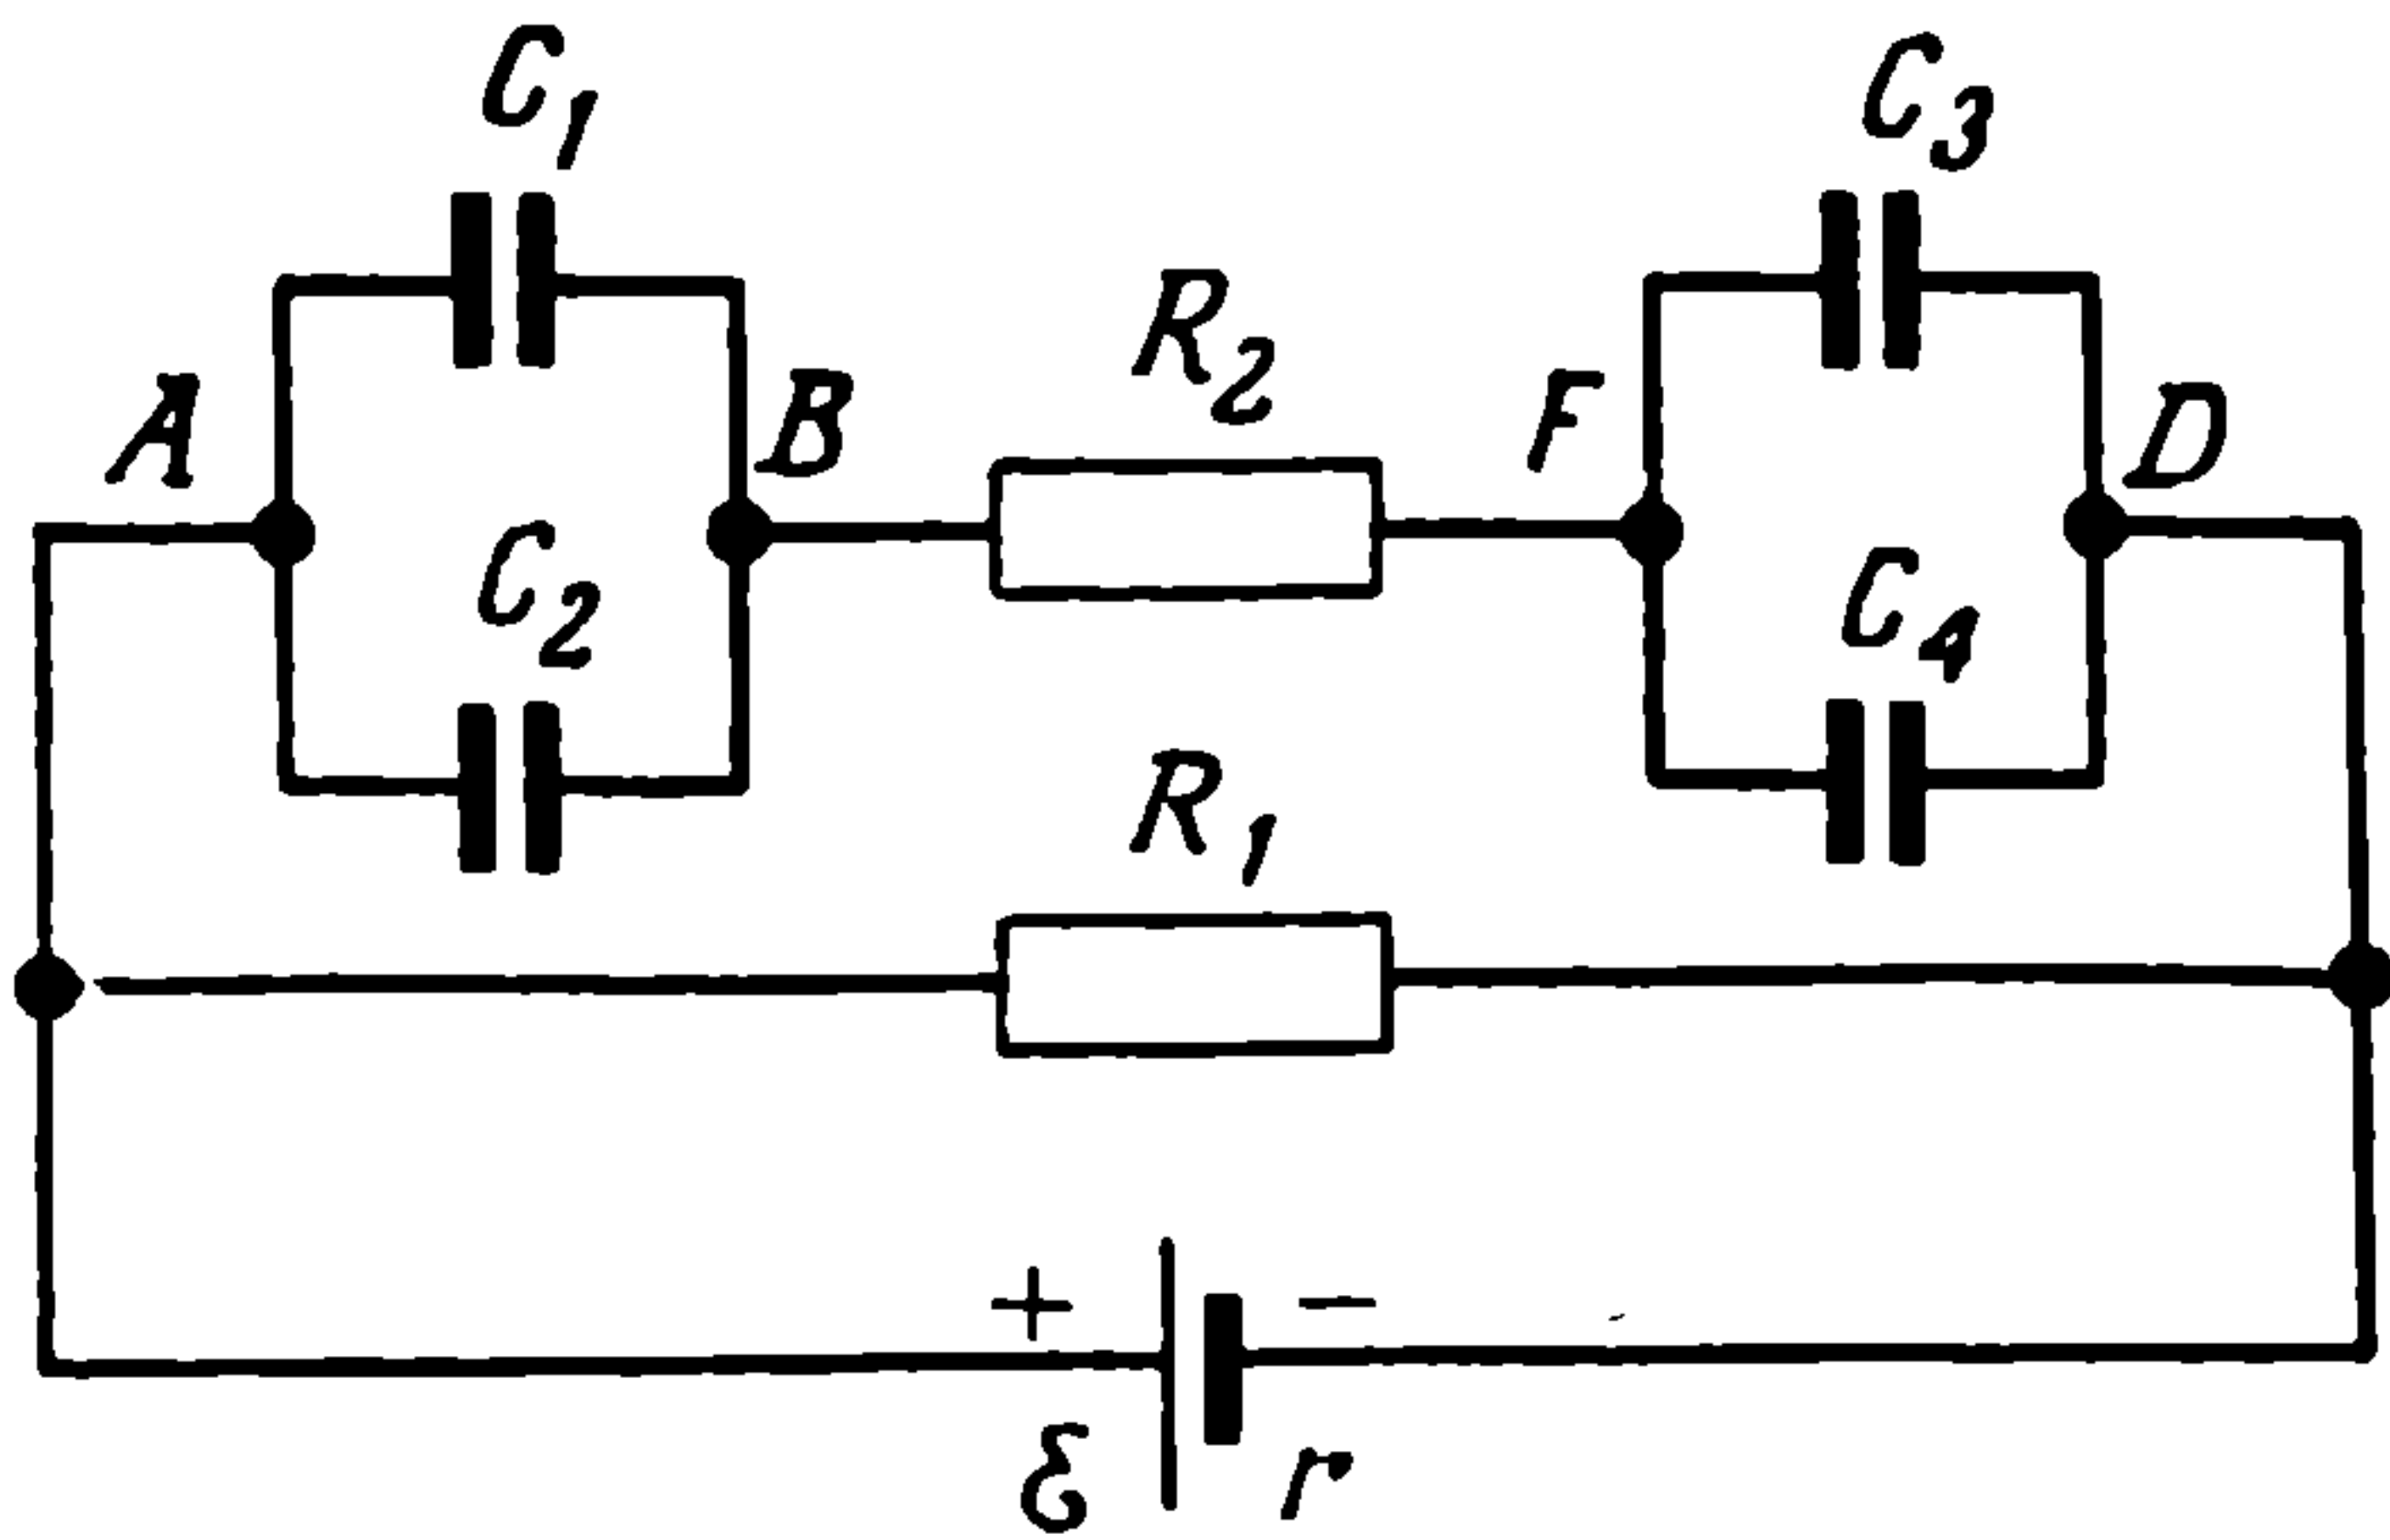 C₁ C₃
A B R₂ F D
C₂ C₄
R₁
+ −
ℰ r